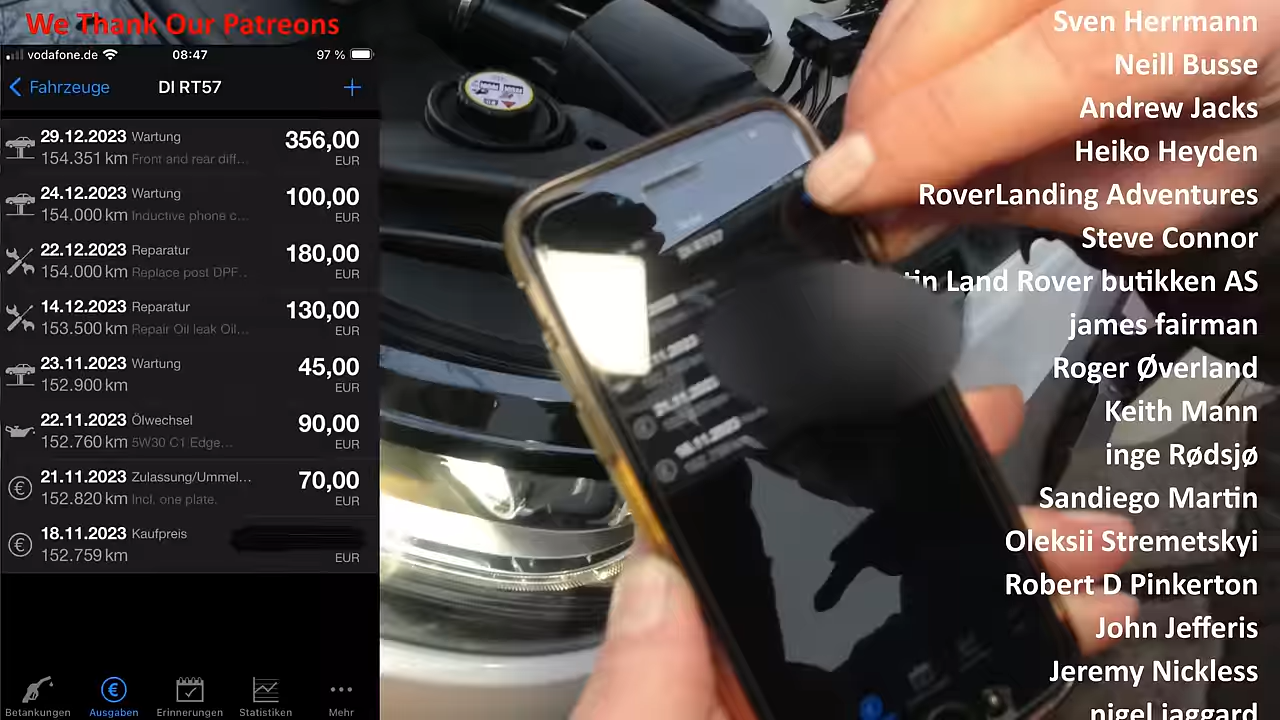 We Thank Our Patreons
vodafone.de 08:47 97 %
Fahrzeuge DI RT57 +
29.12.2023 Wartung 356,00
154.351 km Front and rear diff... EUR
24.12.2023 Wartung 100,00
154.000 km Inductive phone c... EUR
22.12.2023 Reparatur 180,00
154.000 km Replace post DPF... EUR
14.12.2023 Reparatur 130,00
153.500 km Repair Oil leak Oil... EUR
23.11.2023 Wartung 45,00
152.900 km EUR
22.11.2023 Ölwechsel 90,00
152.760 km 5W30 C1 Edge... EUR
21.11.2023 Zulassung/Ummel... 70,00
152.820 km Incl. one plate. EUR
18.11.2023 Kaufpreis
152.759 km EUR
Betankungen Ausgaben Erinnerungen Statistiken Mehr
Sven Herrmann
Neill Busse
Andrew Jacks
Heiko Heyden
RoverLanding Adventures
Steve Connor
Land Rover butikken AS
james fairman
Roger Øverland
Keith Mann
inge Rødsjø
Sandiego Martin
Oleksii Stremetskyi
Robert D Pinkerton
John Jefferis
Jeremy Nickless
nigel jaggard